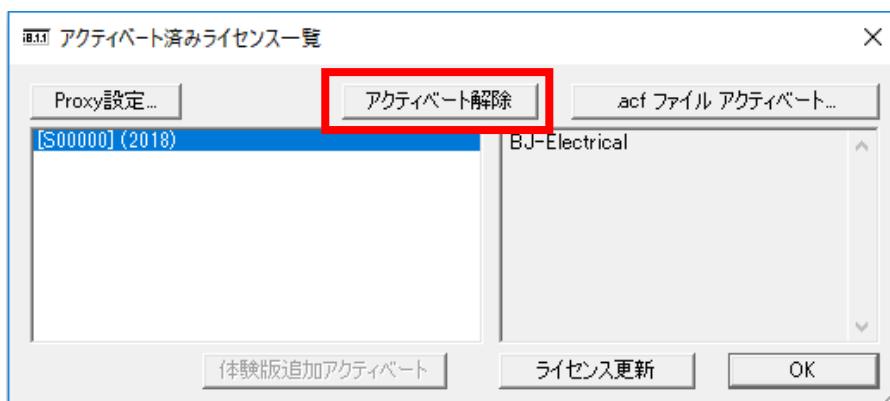 iB.1.1 アクティベート済みライセンス一覧
Proxy設定... アクティベート解除 .acf ファイル アクティベート...
[S00000] (2018) BJ-Electrical
体験版追加アクティベート ライセンス更新 OK